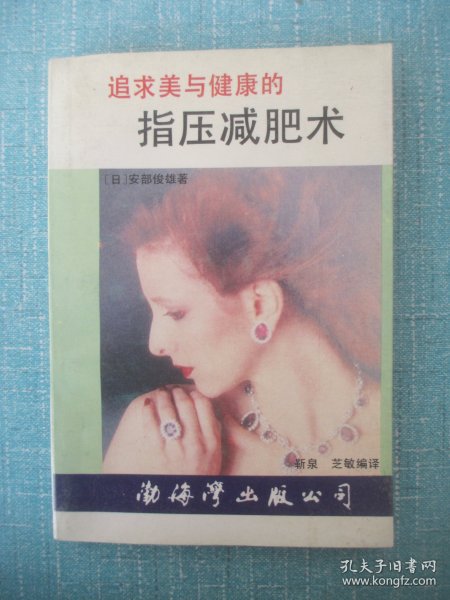 追求美与健康的
指压减肥术
〔日〕安部俊雄著
靳泉 芝敏编译
渤海湾出版公司
孔夫子旧书网
www.kongfz.com